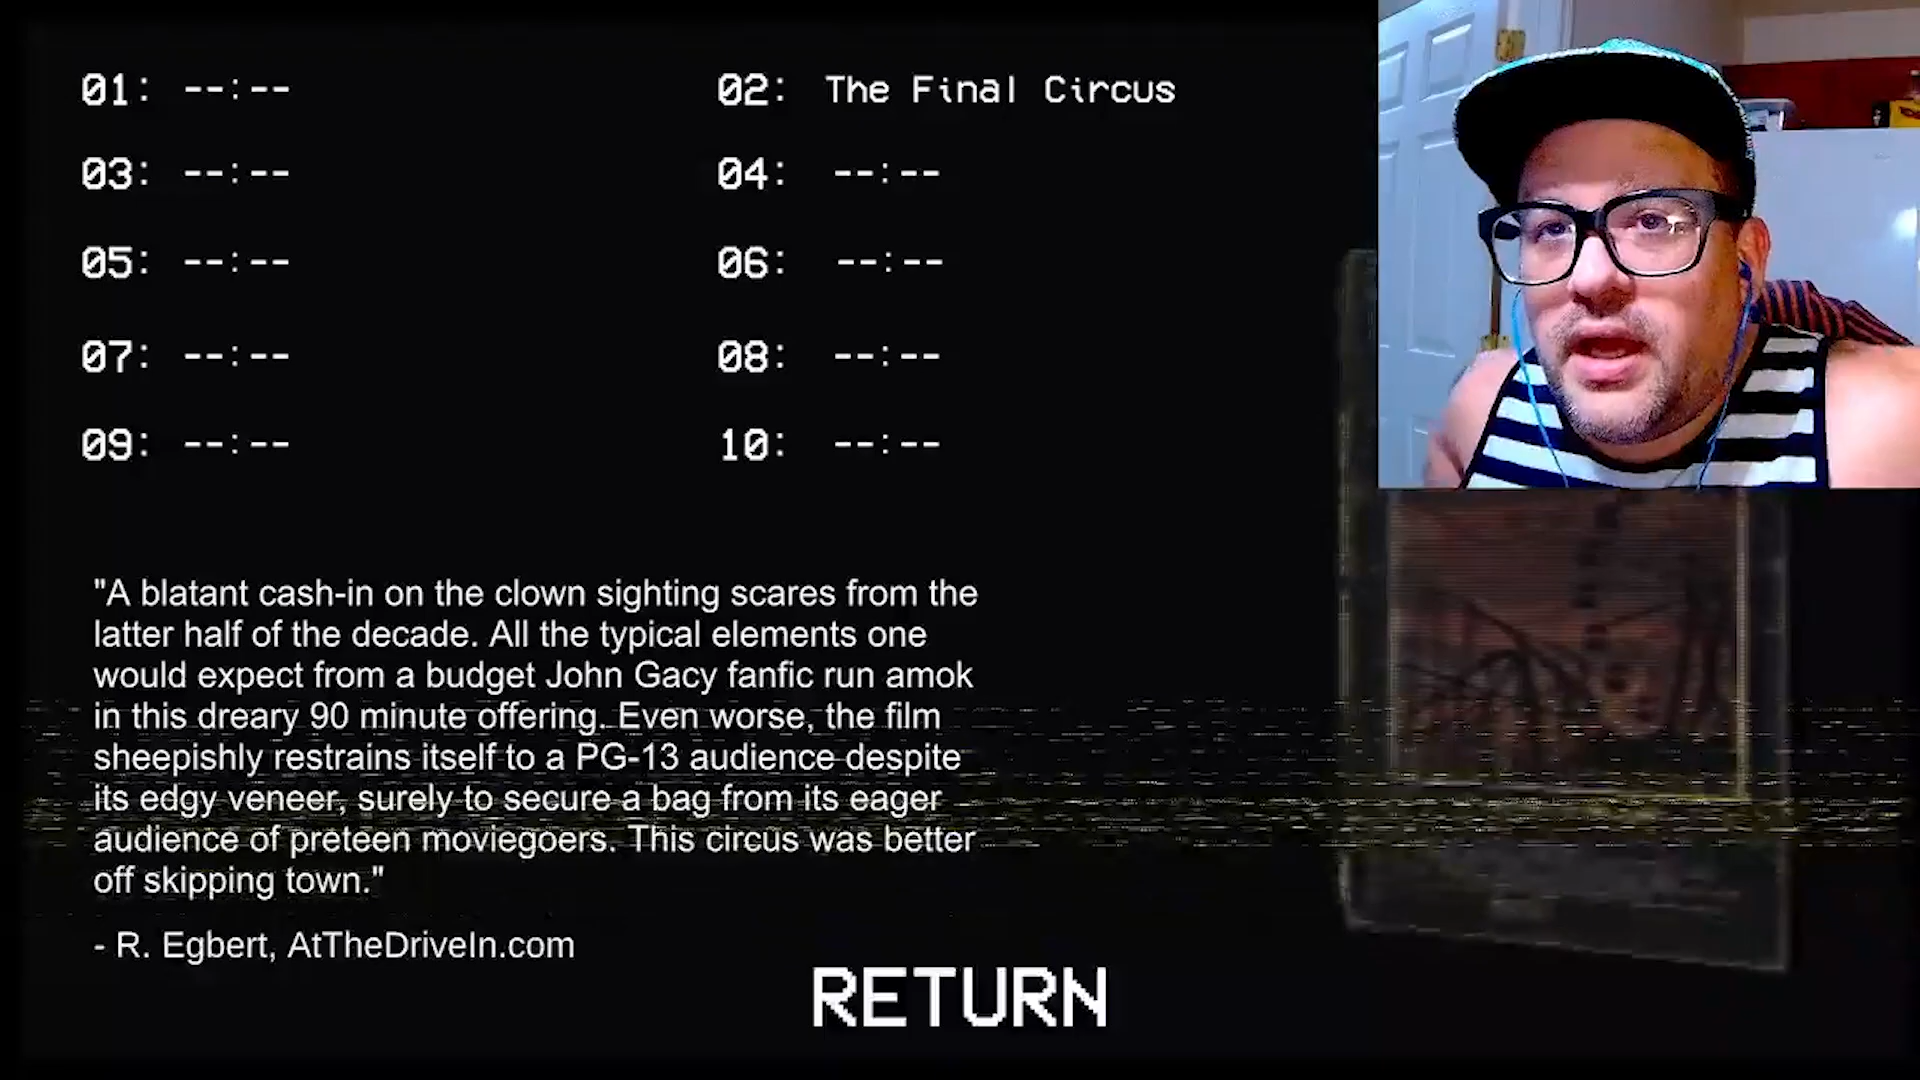 01: --:--
02: The Final Circus
03: --:--
04: --:--
05: --:--
06: --:--
07: --:--
08: --:--
09: --:--
10: --:--
"A blatant cash-in on the clown sighting scares from the
latter half of the decade. All the typical elements one
would expect from a budget John Gacy fanfic run amok
in this dreary 90 minute offering. Even worse, the film
sheepishly restrains itself to a PG-13 audience despite
its edgy veneer, surely to secure a bag from its eager
audience of preteen moviegoers. This circus was better
off skipping town."
- R. Egbert, AtTheDriveIn.com
RETURN